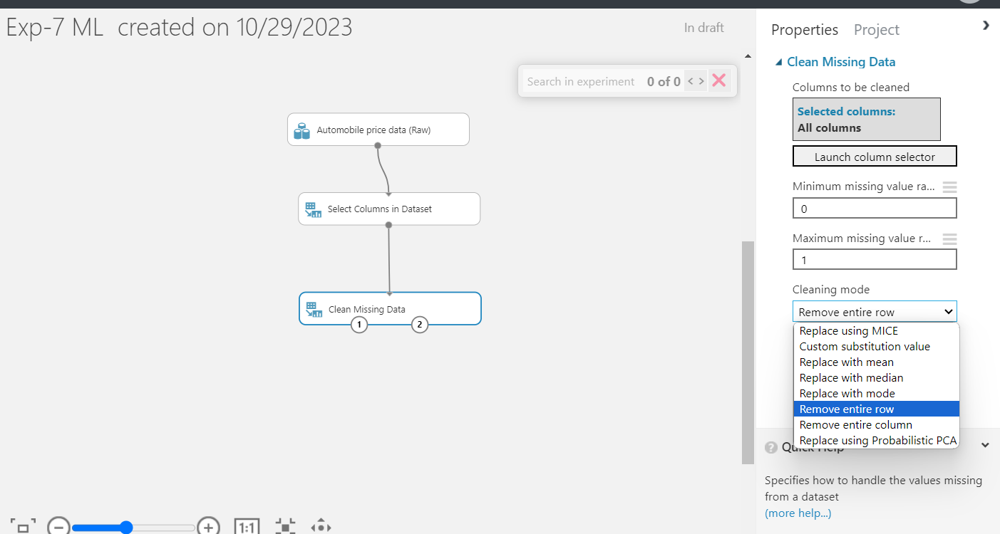 Exp-7 ML created on 10/29/2023
In draft
Search in experiment 0 of 0 < >
Automobile price data (Raw)
Select Columns in Dataset
Clean Missing Data
1 2
1:1
Properties Project
Clean Missing Data
Columns to be cleaned
Selected columns:
All columns
Launch column selector
Minimum missing value ra...
0
Maximum missing value r...
1
Cleaning mode
Remove entire row
Replace using MICE
Custom substitution value
Replace with mean
Replace with median
Replace with mode
Remove entire row
Remove entire column
Replace using Probabilistic PCA
? Quick Help
Specifies how to handle the values missing
from a dataset
(more help...)